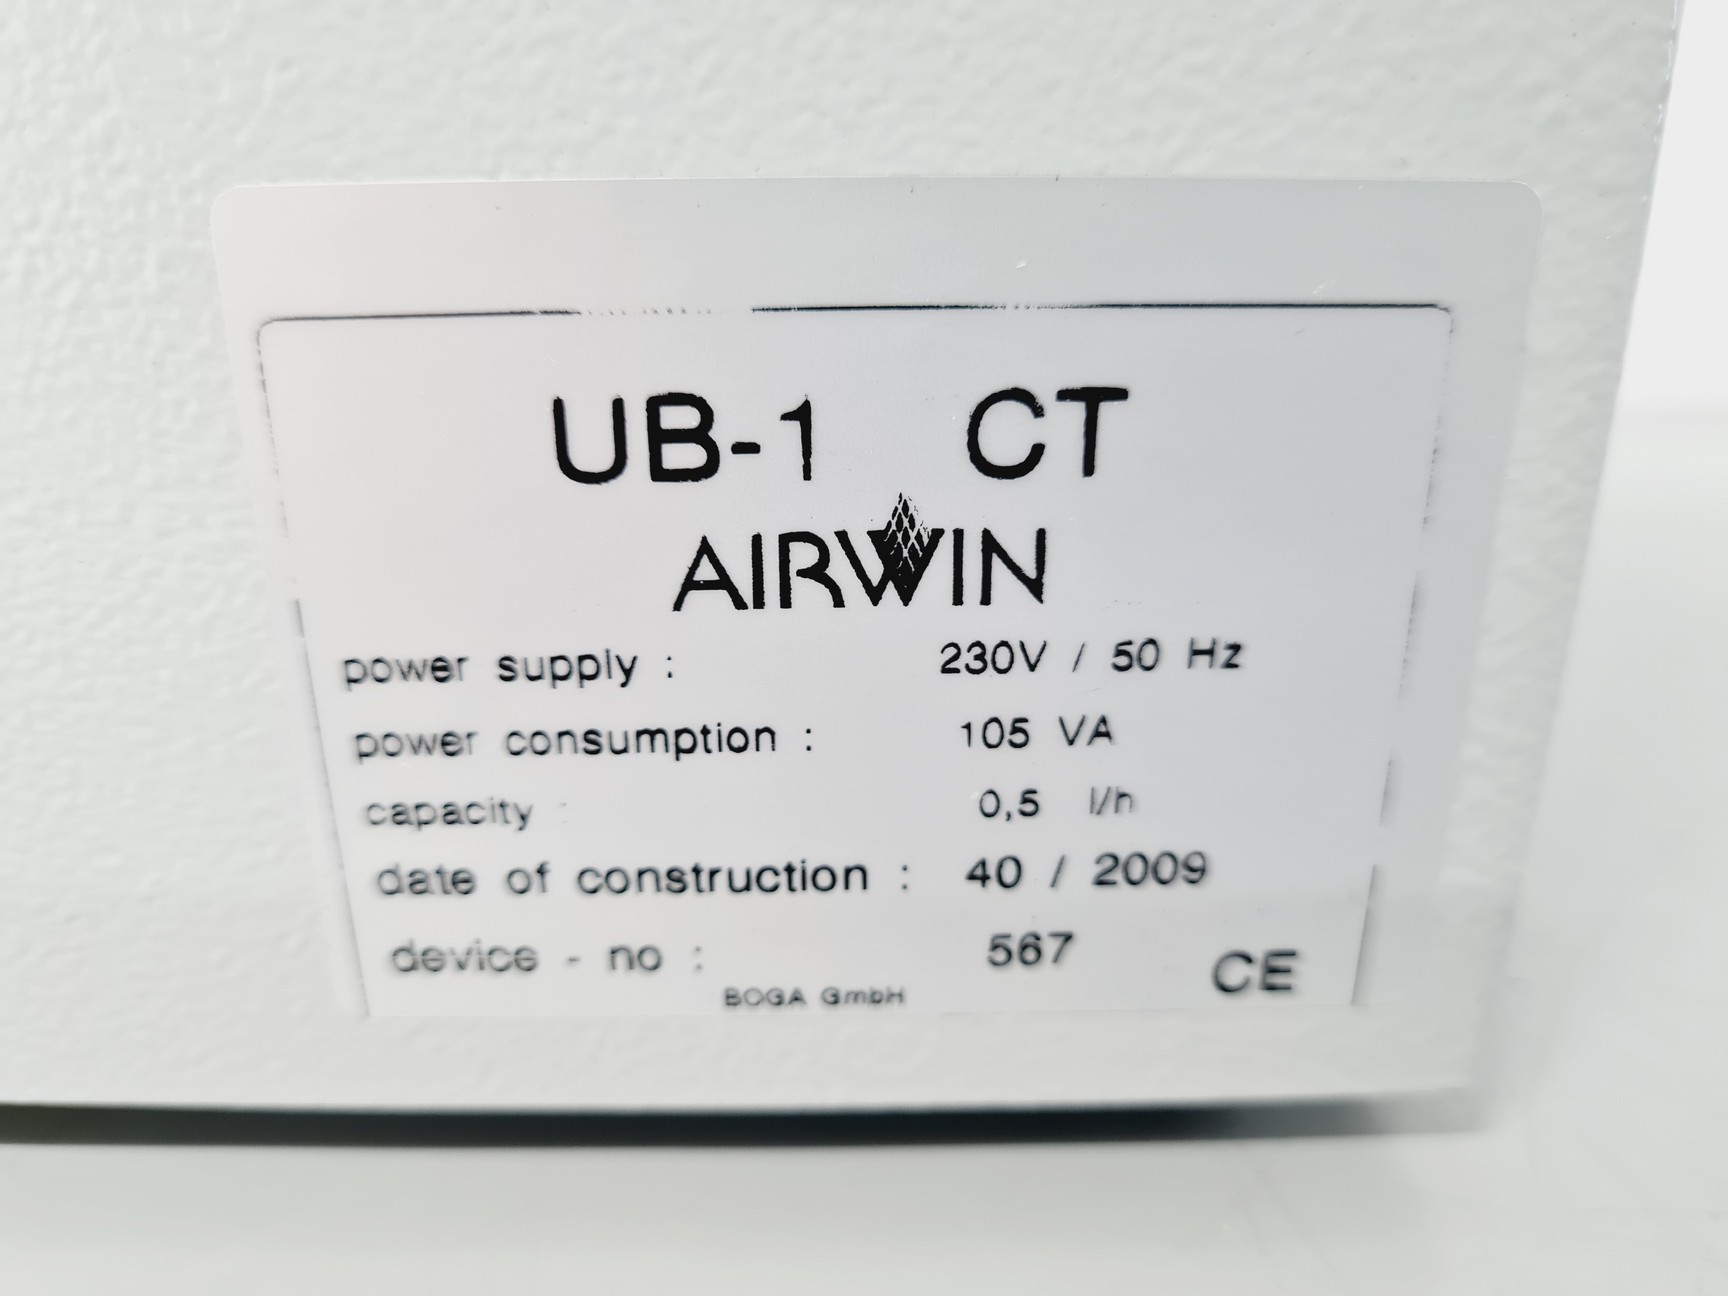 UB-1 CT
AIRWIN
power supply : 230V / 50 Hz
power consumption : 105 VA
capacity : 0,5 l/h
date of construction : 40 / 2009
device - no : 567 CE
BOGA GmbH